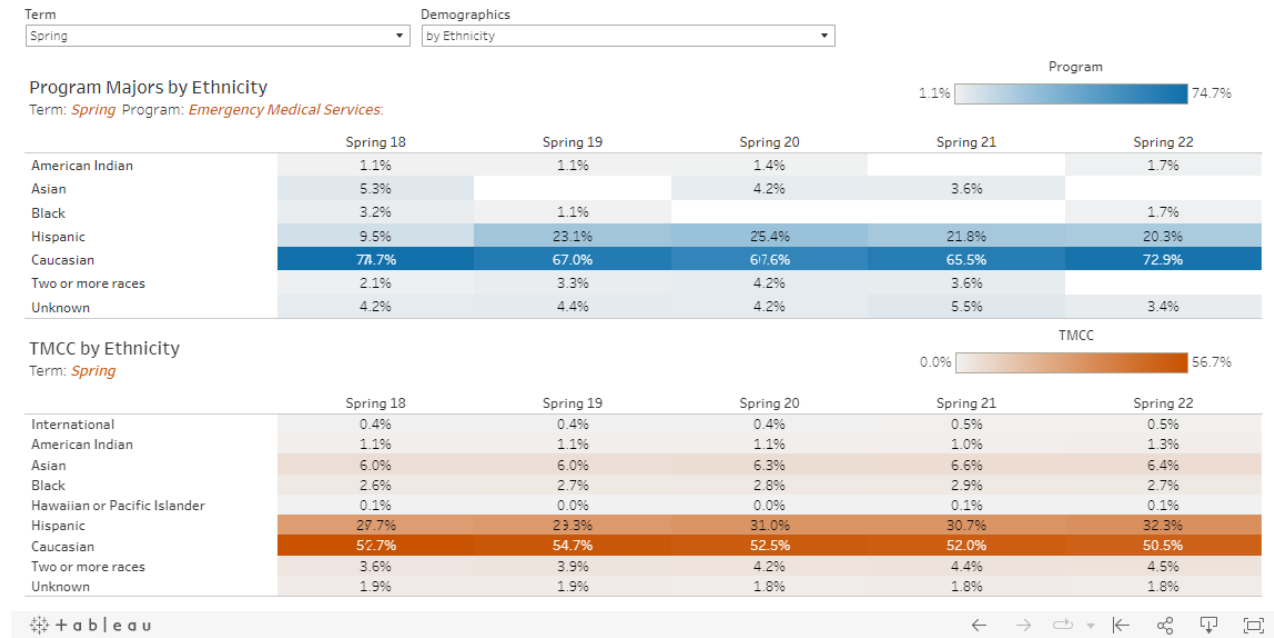 Term Demographics
Spring by Ethnicity
Program
Program Majors by Ethnicity 1.1% 74.7%
Term: Spring Program: Emergency Medical Services:
Spring 18 Spring 19 Spring 20 Spring 21 Spring 22
American Indian 1.1% 1.1% 1.4% 1.7%
Asian 5.3% 4.2% 3.6%
Black 3.2% 1.1% 1.7%
Hispanic 9.5% 23.1% 25.4% 21.8% 20.3%
Caucasian 74.7% 67.0% 65.5% 72.9%
Two or more races 2.1% 3.3% 4.2% 3.6%
Unknown 4.2% 4.4% 4.2% 5.5% 3.4%
TMCC
TMCC by Ethnicity 0.0% 56.7%
Term: Spring
Spring 18 Spring 19 Spring 20 Spring 21 Spring 22
International 0.4% 0.4% 0.4% 0.5% 0.5%
American Indian 1.1% 1.1% 1.1% 1.0% 1.3%
Asian 6.0% 6.0% 6.3% 6.6% 6.4%
Black 2.6% 2.7% 2.8% 2.9% 2.7%
Hawaiian or Pacific Islander 0.1% 0.0% 0.0% 0.1% 0.1%
Hispanic 27.7% 29.3% 31.0% 30.7% 32.3%
Caucasian 54.7% 52.5% 52.0% 50.5%
Two or more races 3.6% 3.9% 4.2% 4.4% 4.5%
Unknown 1.9% 1.9% 1.8% 1.8% 1.8%
+ableau